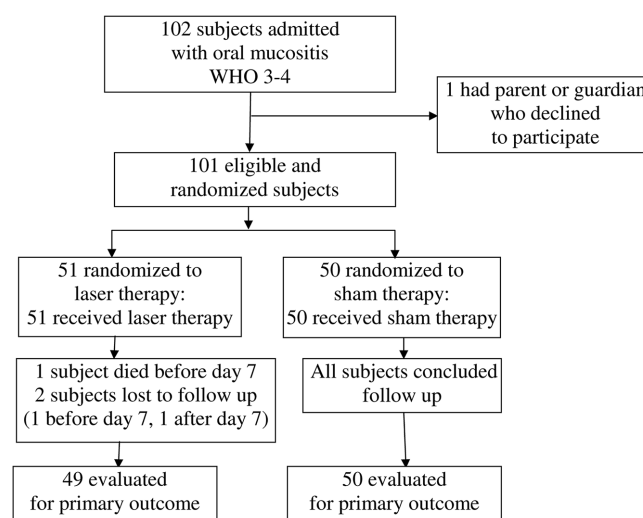 102 subjects admitted
with oral mucositis
WHO 3-4
1 had parent or guardian
who declined
to participate
101 eligible and
randomized subjects
51 randomized to
laser therapy:
51 received laser therapy
50 randomized to
sham therapy:
50 received sham therapy
1 subject died before day 7
2 subjects lost to follow up
(1 before day 7, 1 after day 7)
All subjects concluded
follow up
49 evaluated
for primary outcome
50 evaluated
for primary outcome